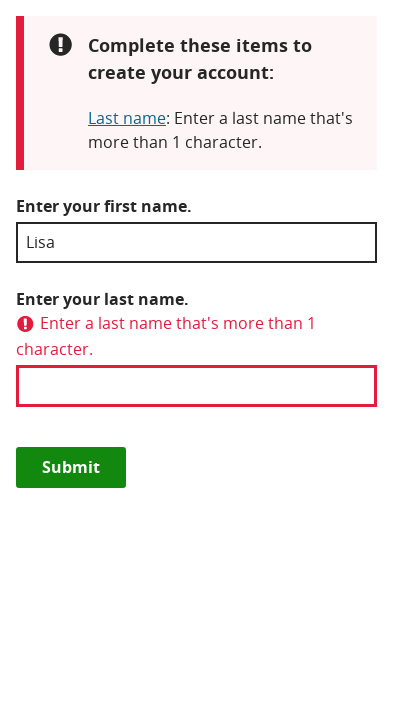 Complete these items to
create your account:
Last name: Enter a last name that's
more than 1 character.
Enter your first name.
Lisa
Enter your last name.
Enter a last name that's more than 1
character.
Submit